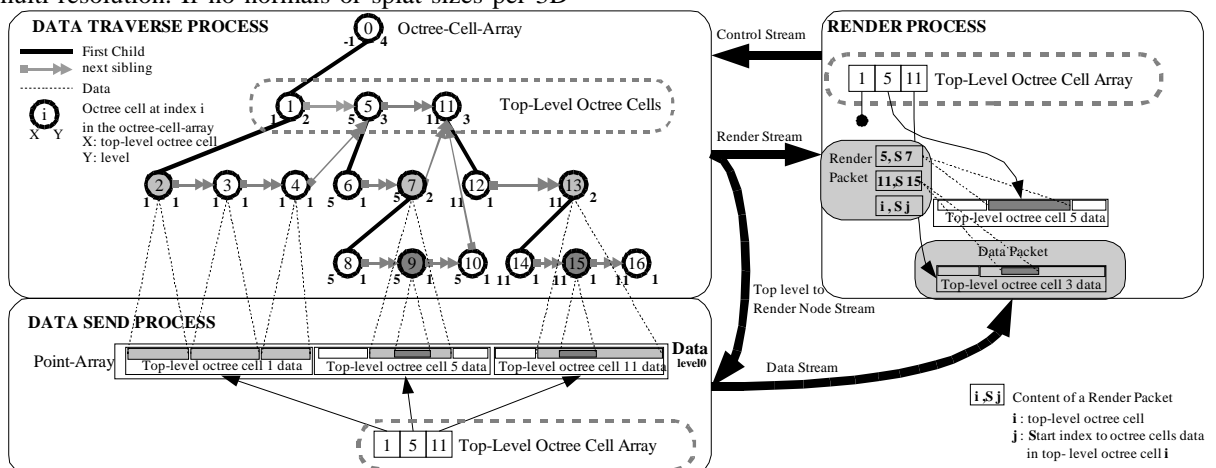 multi-resolution. If no normals or splat sizes per 3D
DATA TRAVERSE PROCESS
First Child
next sibling
Data
i
X Y
Octree cell at index i
in the octree-cell-array
X: top-level octree cell
Y: level
0
-1 4
Octree-Cell-Array
1 5 11
1 2 5 3 11 3
Top-Level Octree Cells
2 3 4 6 7 12 13
1 1 1 1 1 1 5 1 5 2 11 1 11 2
8 9 10 14 15 16
5 1 5 1 5 1 11 1 11 1 11 1
DATA SEND PROCESS
Point-Array
Top-level octree cell 1 data
Top-level octree cell 5 data
Top-level octree cell 11 data
Data
level0
1 5 11
Top-Level Octree Cell Array
Control Stream
Render Stream
Top level to
Render Node Stream
Data Stream
RENDER PROCESS
1 5 11
Top-Level Octree Cell Array
Render
Packet
5, S 7
11,S 15
i , S j
Top-level octree cell 5 data
Data Packet
Top-level octree cell 3 data
i ,S j Content of a Render Packet
i : top-level octree cell
j : Start index to octree cells data
in top- level octree cell i